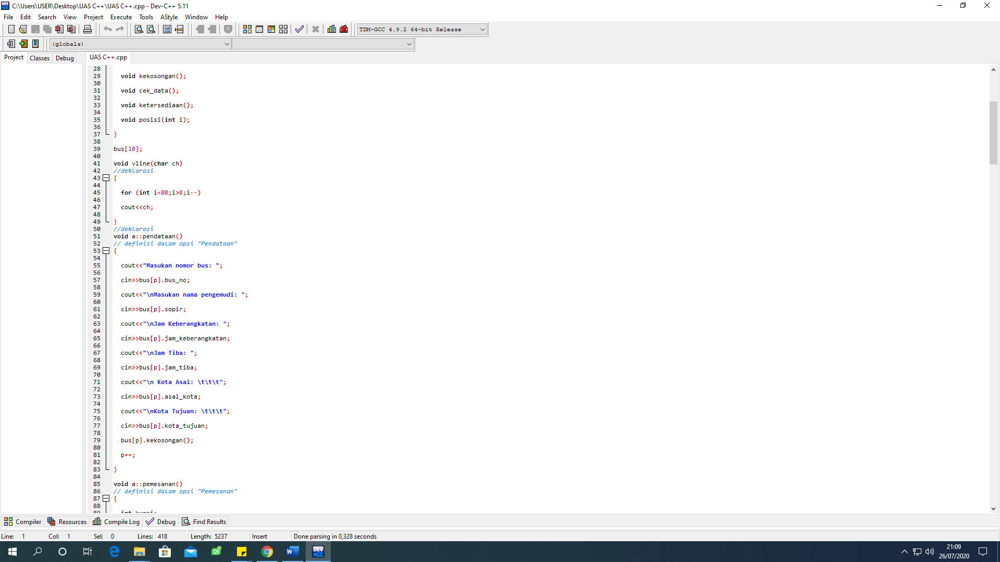 C:\Users\USER\Desktop\UAS C++\UAS C++.cpp - Dev-C++ 5.11
File Edit Search View Project Execute Tools AStyle Window Help
TDM-GCC 4.9.2 64-bit Release
(globals)
Project Classes Debug UAS C++.cpp
28
29 void kekosongan();
30
31 void cek_data();
32
33 void ketersediaan();
34
35 void posisi(int i);
36
37 }
38
39 bus[10];
40
41 void vline(char ch)
42 //deklarasi
43 {
44
45 for (int i=80;i>0;i--)
46
47 cout<<ch;
48
49 }
50 //deklarasi
51 void a::pendataan()
52 // definisi dalam opsi "Pendataan"
53 {
54
55 cout<<"Masukan nomor bus: ";
56
57 cin>>bus[p].bus_no;
58
59 cout<<"\nMasukan nama pengemudi: ";
60
61 cin>>bus[p].sopir;
62
63 cout<<"\nJam Keberangkatan: ";
64
65 cin>>bus[p].jam_keberangkatan;
66
67 cout<<"\nJam Tiba: ";
68
69 cin>>bus[p].jam_tiba;
70
71 cout<<"\n Kota Asal: \t\t\t";
72
73 cin>>bus[p].asal_kota;
74
75 cout<<"\nKota Tujuan: \t\t\t";
76
77 cin>>bus[p].kota_tujuan;
78
79 bus[p].kekosongan();
80
81 p++;
82
83 }
84
85 void a::pemesanan()
86 // definisi dalam opsi "Pemesanan"
87 {
88
89 int kursi;
Compiler Resources Compile Log Debug Find Results
Line: 1 Col: 1 Sel: 0 Lines: 418 Length: 5237 Insert Done parsing in 0,328 seconds
21:09
26/07/2020